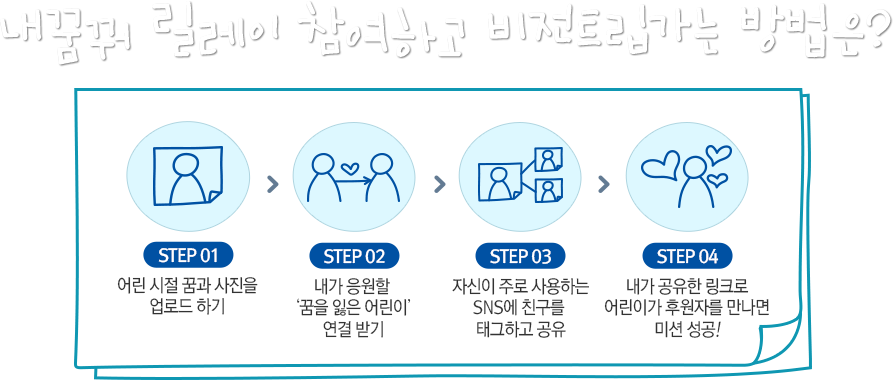 내꿈꿔 릴레이 참여하고 비젼트립가는 방법은?
STEP 01
어린 시절 꿈과 사진을
업로드 하기
STEP 02
내가 응원할
‘꿈을 잃은 어린이’
연결 받기
STEP 03
자신이 주로 사용하는
SNS에 친구를
태그하고 공유
STEP 04
내가 공유한 링크로
어린이가 후원자를 만나면
미션 성공!